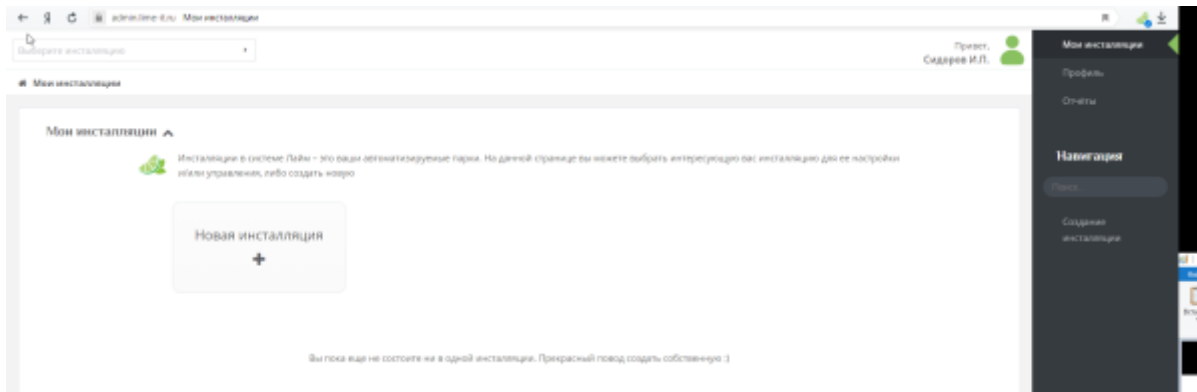 admin.lime-it.ru Мои инсталляции
Выберите инсталляцию
Привет,
Сидоров И.П.
Мои инсталляции
Мои инсталляции
Инсталляции в системе Лайм – это ваши автоматизируемые парки. На данной странице вы можете выбрать интересующую вас инсталляцию для ее настройки
и/или управления, либо создать новую
Новая инсталляция
+
Вы пока еще не состоите ни в одной инсталляции. Прекрасный повод создать собственную :)
Мои инсталляции
Профиль
Отчёты
Навигация
Поиск
Создание
инсталляции